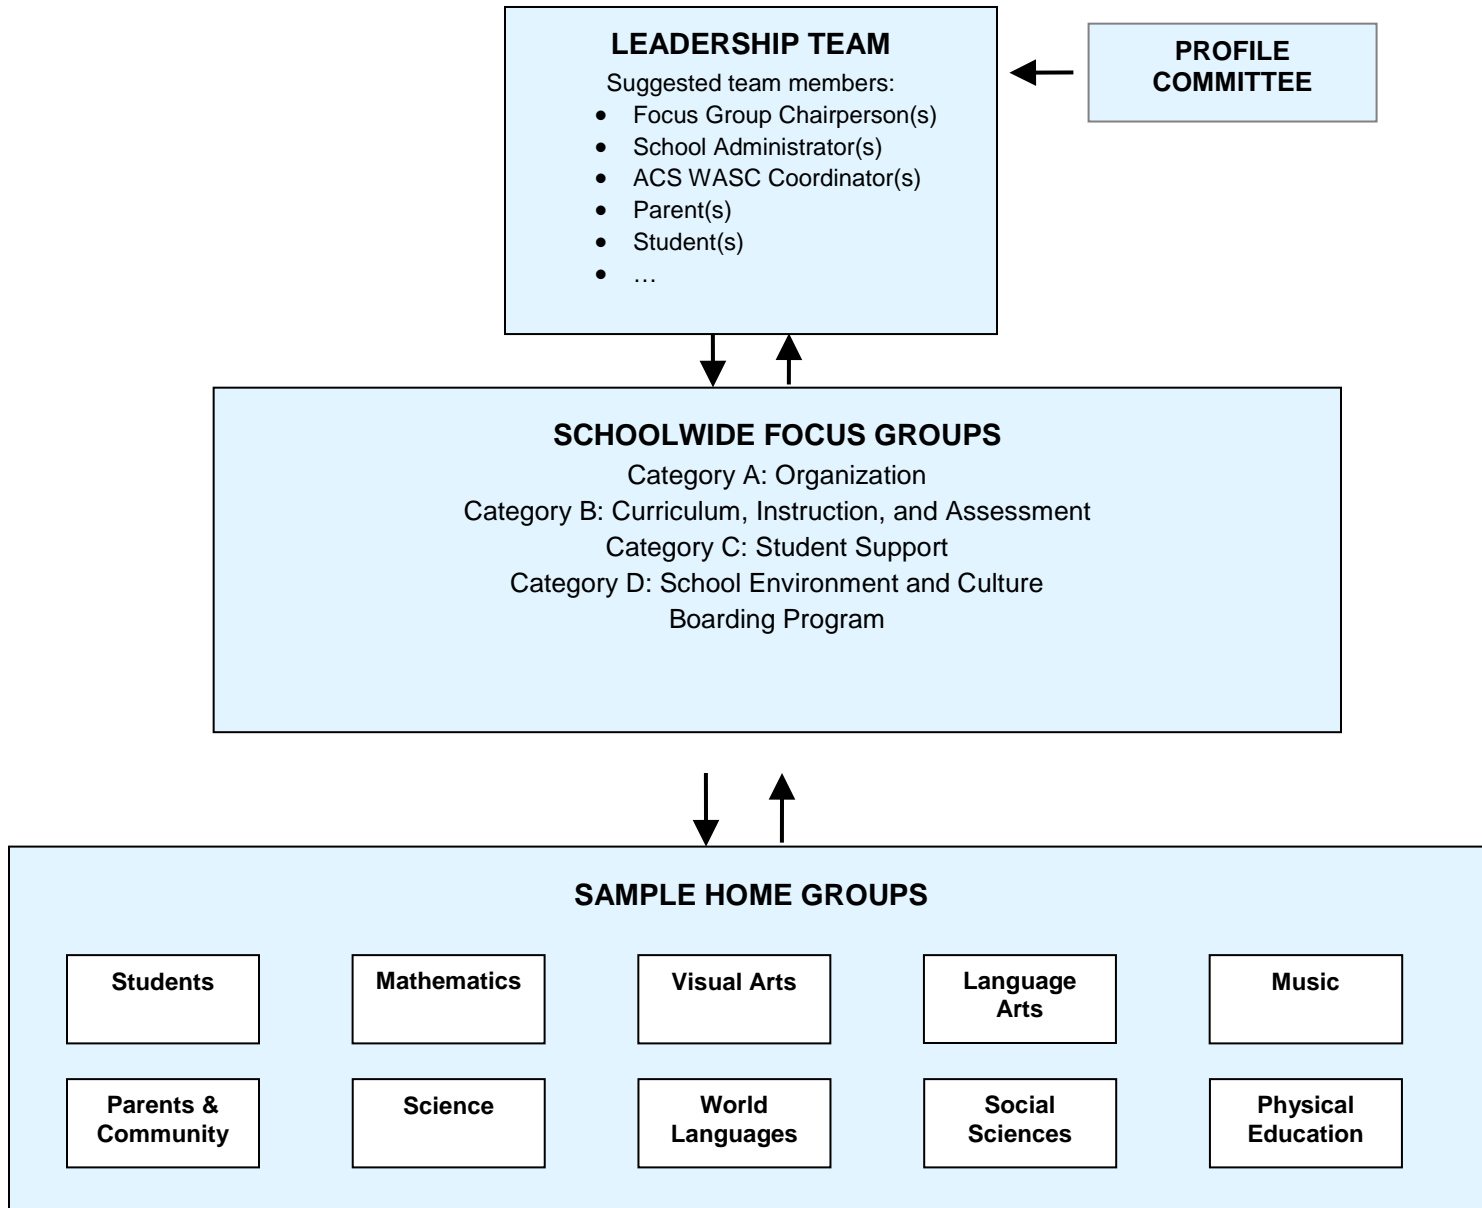 LEADERSHIP TEAM
Suggested team members:
• Focus Group Chairperson(s)
• School Administrator(s)
• ACS WASC Coordinator(s)
• Parent(s)
• Student(s)
• …
PROFILE
COMMITTEE
SCHOOLWIDE FOCUS GROUPS
Category A: Organization
Category B: Curriculum, Instruction, and Assessment
Category C: Student Support
Category D: School Environment and Culture
Boarding Program
SAMPLE HOME GROUPS
Students
Mathematics
Visual Arts
Language
Arts
Music
Parents &
Community
Science
World
Languages
Social
Sciences
Physical
Education